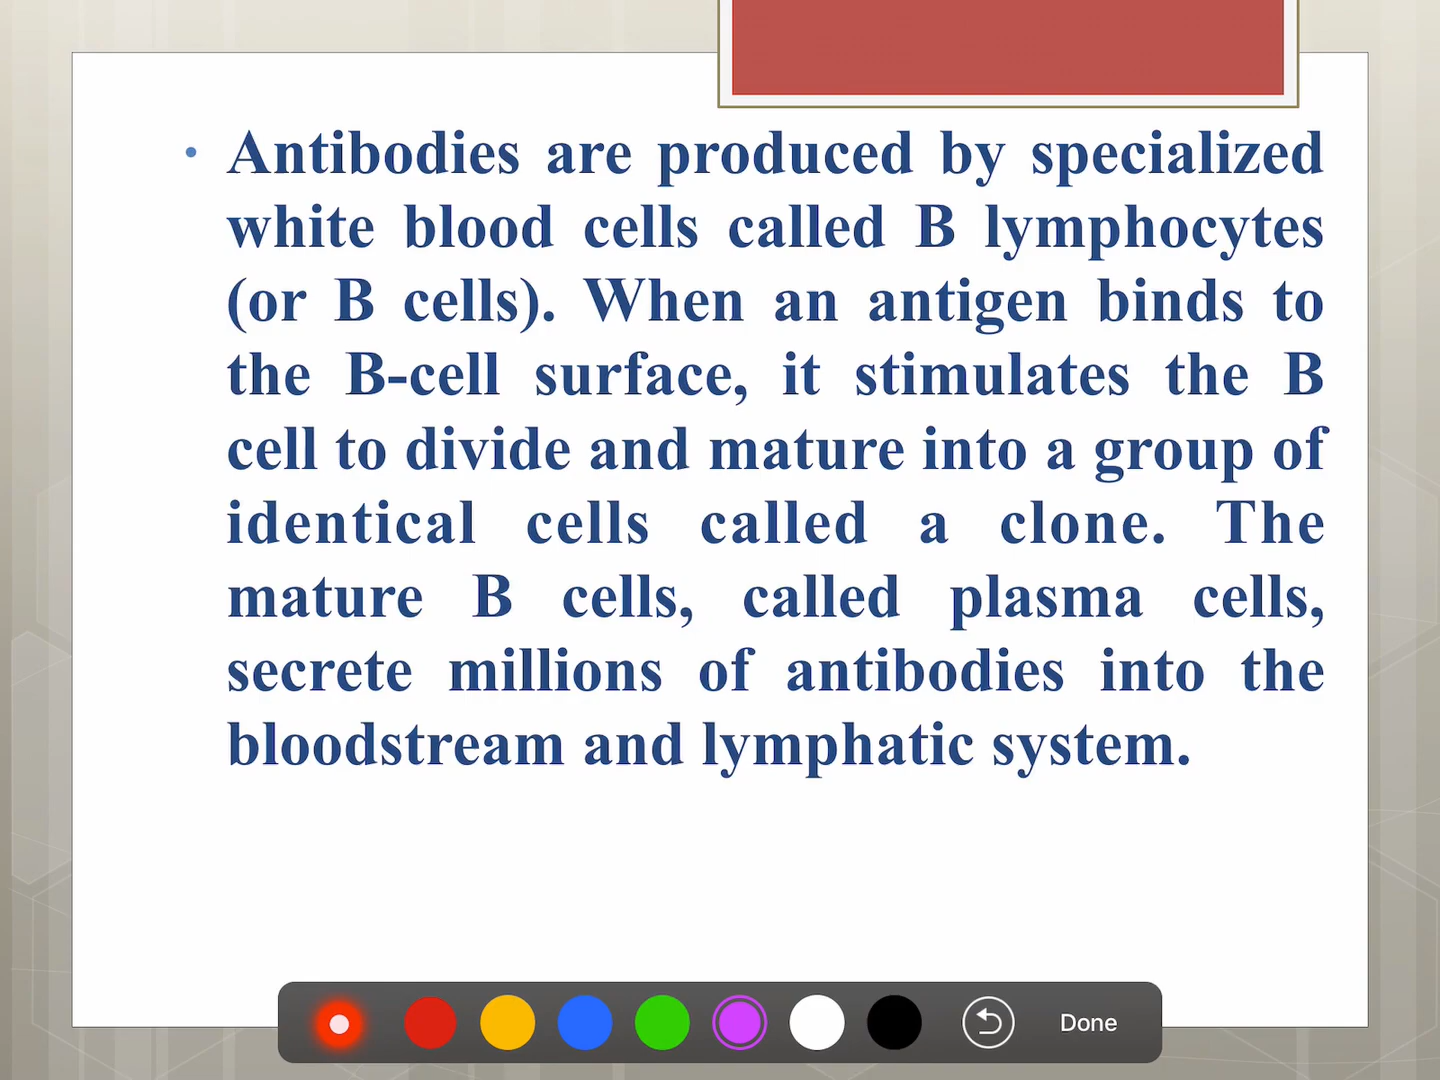 • Antibodies are produced by specialized
white blood cells called B lymphocytes
(or B cells). When an antigen binds to
the B-cell surface, it stimulates the B
cell to divide and mature into a group of
identical cells called a clone. The
mature B cells, called plasma cells,
secrete millions of antibodies into the
bloodstream and lymphatic system.
Done